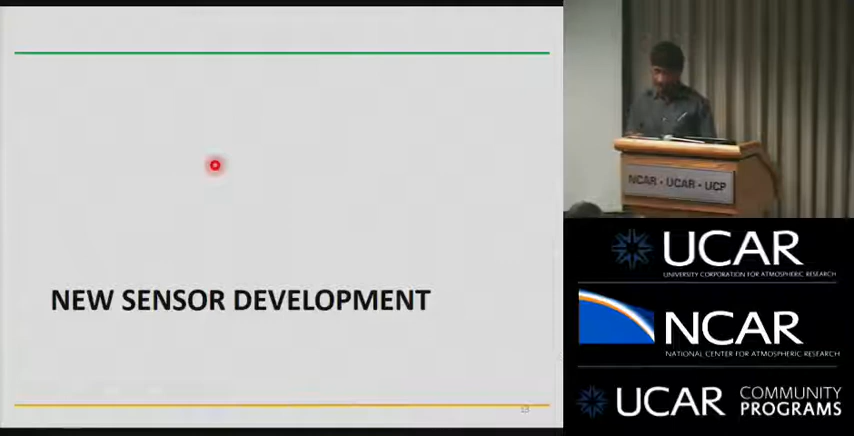 NEW SENSOR DEVELOPMENT
13
NCAR • UCAR • UCP
UCAR
UNIVERSITY CORPORATION FOR ATMOSPHERIC RESEARCH
NCAR
NATIONAL CENTER FOR ATMOSPHERIC RESEARCH
UCAR COMMUNITY PROGRAMS